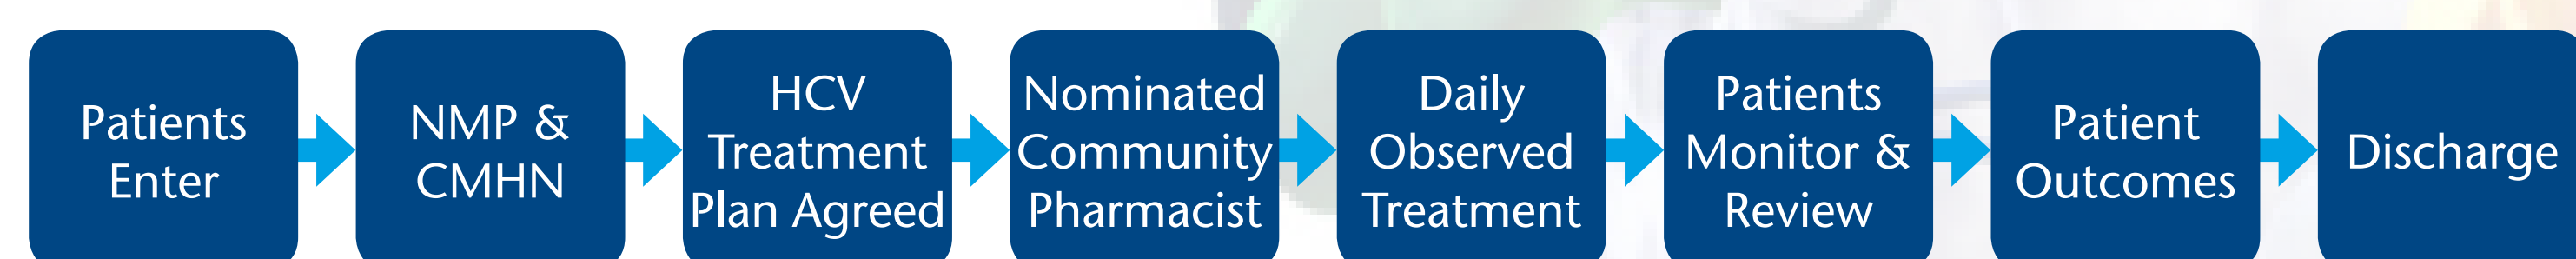 Patients
Enter
NMP &
CMHN
HCV
Treatment
Plan Agreed
Nominated
Community
Pharmacist
Daily
Observed
Treatment
Patients
Monitor &
Review
Patient
Outcomes
Discharge